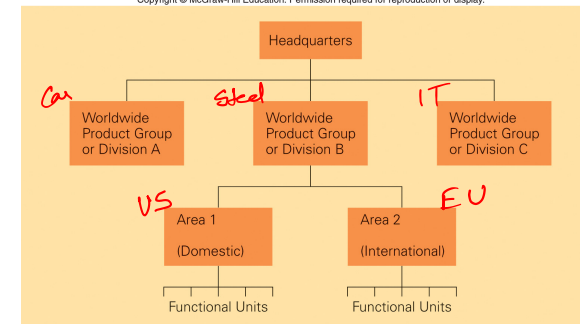 Copyright © McGraw-Hill Education. Permission required for reproduction or display.
Headquarters
Car
Steel
IT
Worldwide
Product Group
or Division A
Worldwide
Product Group
or Division B
Worldwide
Product Group
or Division C
US
EU
Area 1
(Domestic)
Area 2
(International)
Functional Units
Functional Units